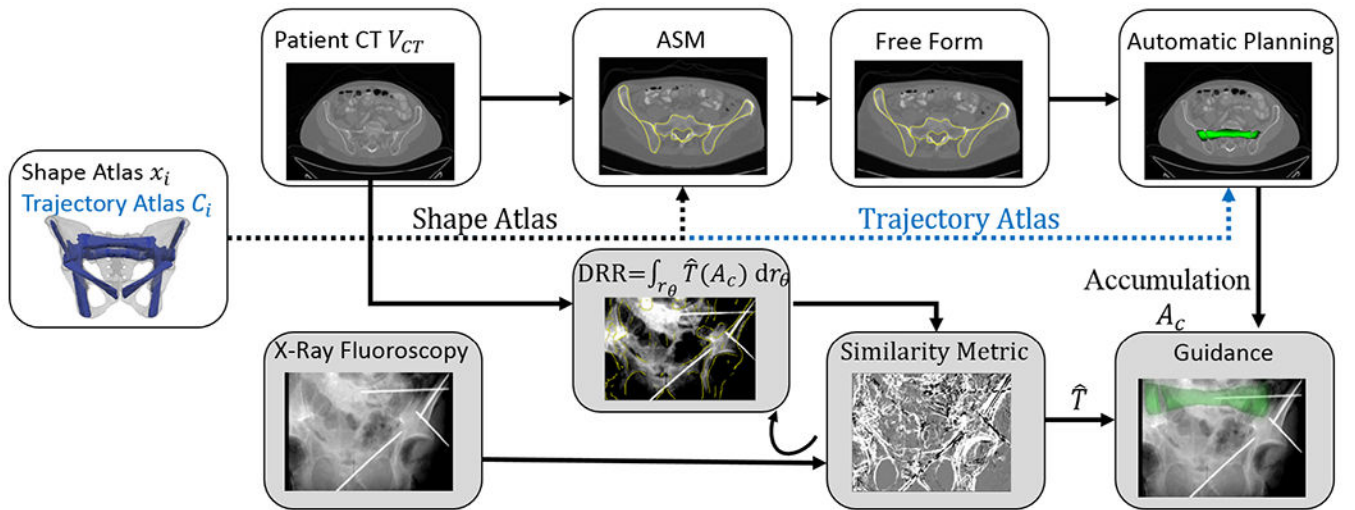 Patient CT V_CT
ASM
Free Form
Automatic Planning
Shape Atlas x_i
Trajectory Atlas C_i
Shape Atlas
Trajectory Atlas
DRR=∫_{r_θ} T̂(A_c) dr_θ
Accumulation
A_c
X-Ray Fluoroscopy
Similarity Metric
T̂
Guidance